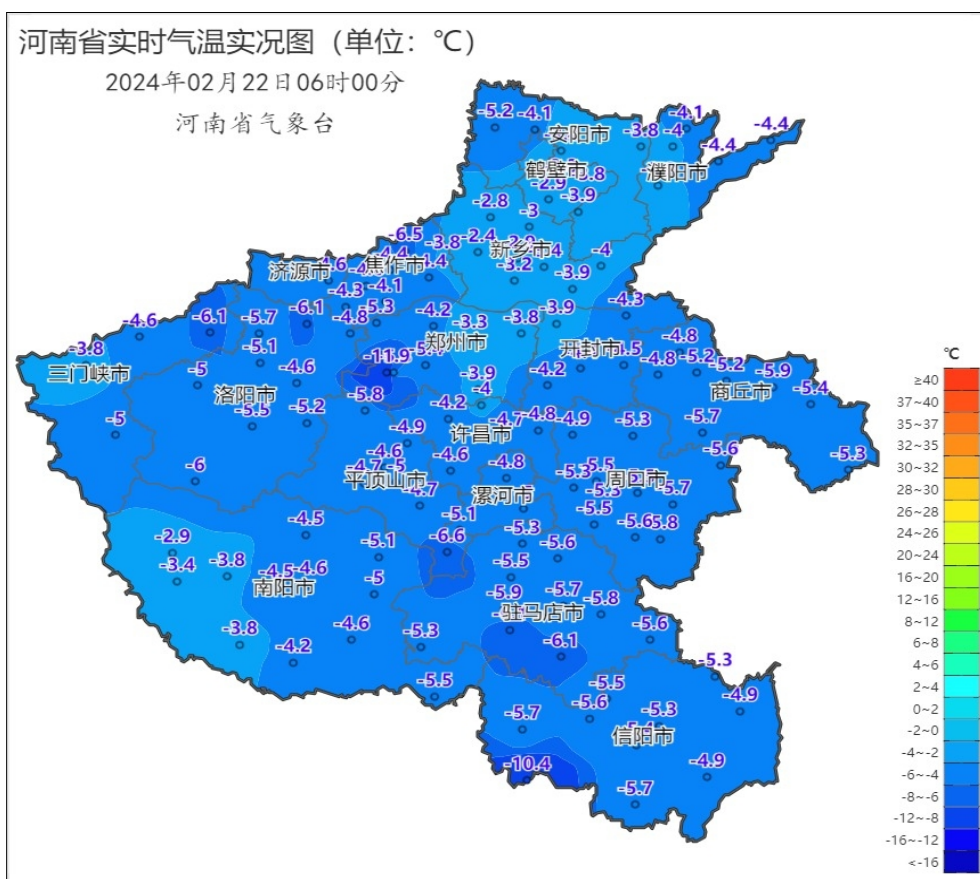 河南省实时气温实况图（单位：℃）
2024年02月22日06时00分
河南省气象台
-5.2 -4.1 -4.1
安阳市 -3.8 -4 -4.4
-4.4
鹤壁市 濮阳市
-2.9 -3.9
-2.8 -3
-6.5 -3.8 -2.4 新乡市 -4
济源市 焦作市 -3.2 -3.9
-4.3 -4.1
-4.6 -6.1 -5.7 -6.1 -4.8 -5.3 -4.2 -3.3 -3.8 -3.9 -4.3
-3.8 -5.1 郑州市 开封市 -4.8
三门峡市 -5 -4.6 -3.9 -4.2 -4.8 -5.2 -5.2 -5.9
洛阳市 -5.8 -4 商丘市 -5.4
-5 -5.5 -5.2 -4.2 -4.7 -4.8 -4.9 -5.3 -5.7
-4.9 许昌市
-6 -4.6 -4.6 -4.8 -5.5 -5.6 -5.3
-4.7 -5 平顶山市 -5.3 周口市
-4.7 漯河市 -5.7
-4.5 -5.1 -5.3 -5.5 -5.6 -5.8
-2.9 -5.1 -6.6 -5.6
-3.4 -3.8 -4.5 -4.6 -5 -5.5
南阳市 -5.9 -5.7 -5.8
驻马店市
-3.8 -4.2 -4.6 -5.3 -6.1 -5.6
-5.3
-5.5 -5.5 -4.9
-5.7 -5.6 -5.3
信阳市
-10.4 -4.9
-5.7
℃
≥40
37~40
35~37
32~35
30~32
28~30
26~28
24~26
20~24
16~20
12~16
8~12
6~8
4~6
2~4
0~2
-2~0
-4~-2
-6~-4
-8~-6
-12~-8
-16~-12
<-16